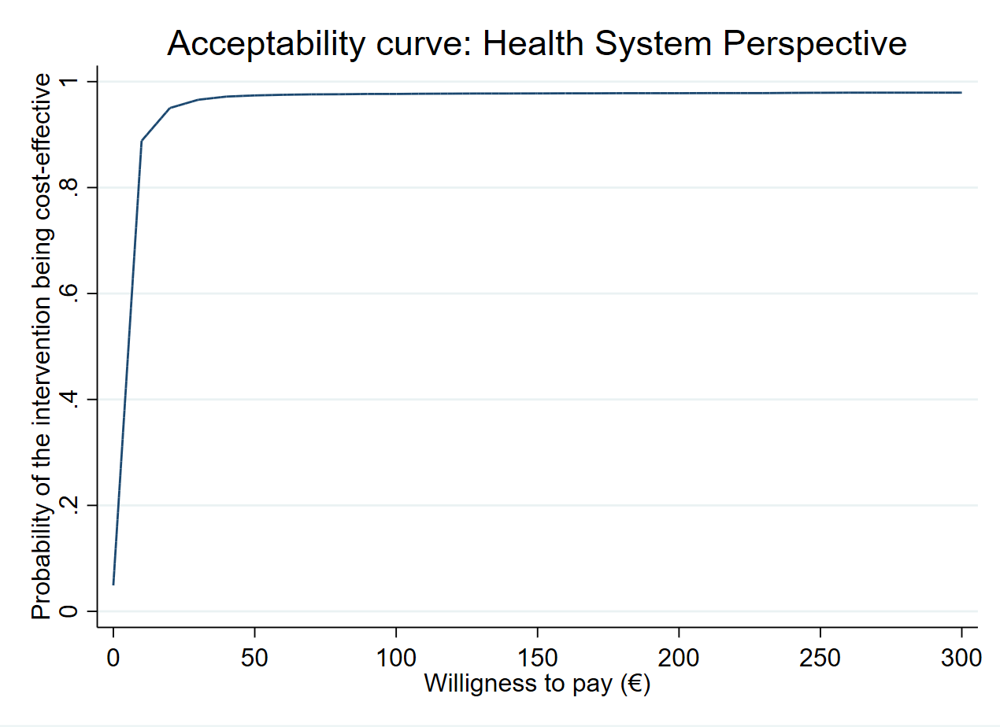 Acceptability curve: Health System Perspective
Probability of the intervention being cost-effective
1
.8
.6
.4
.2
0
0 50 100 150 200 250 300
Willigness to pay (€)